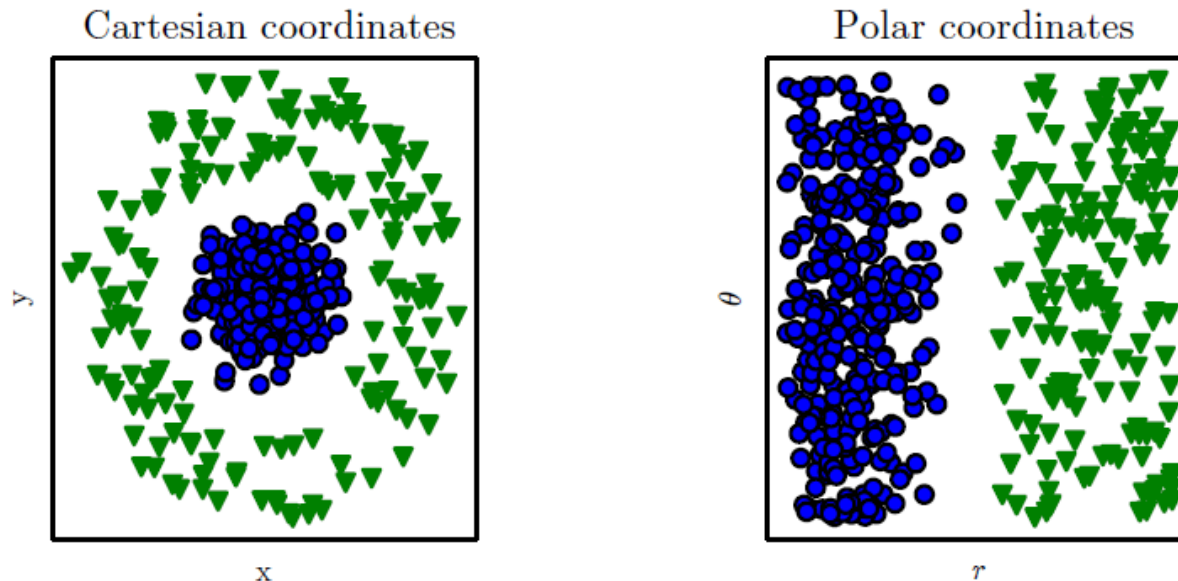 Cartesian coordinates
Polar coordinates
y
θ
x
r